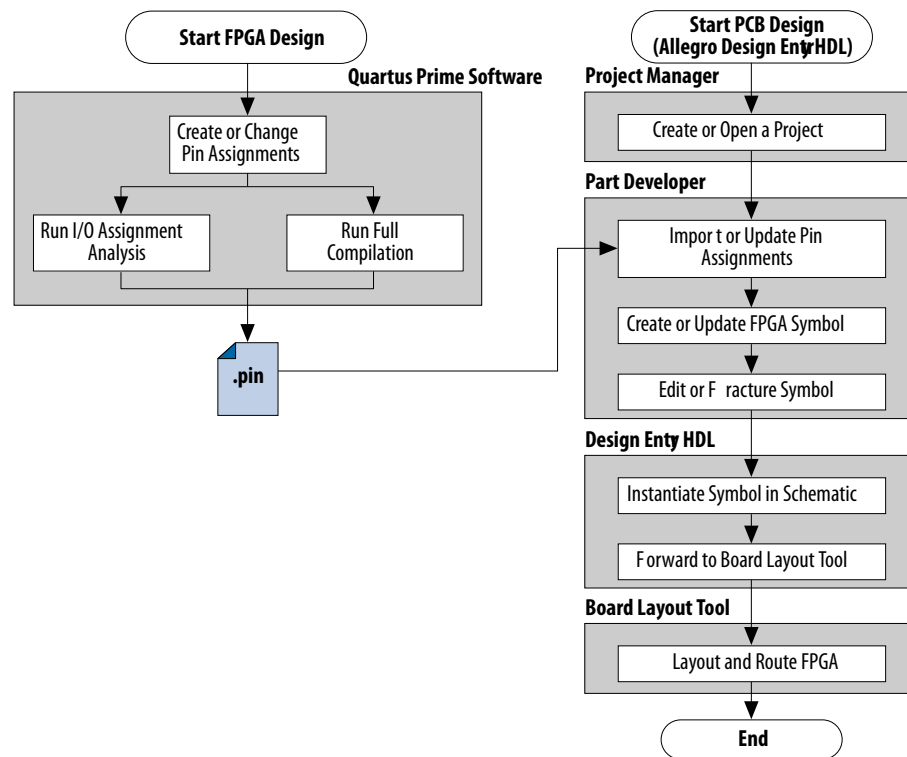 Start FPGA Design
Quartus Prime Software
Create or Change
Pin Assignments
Run I/O Assignment
Analysis
Run Full
Compilation
.pin
Start PCB Design
(Allegro Design Entry HDL)
Project Manager
Create or Open a Project
Part Developer
Impor t or Update Pin
Assignments
Create or Update FPGA Symbol
Edit or F racture Symbol
Design Entry HDL
Instantiate Symbol in Schematic
F orward to Board Layout Tool
Board Layout Tool
Layout and Route FPGA
End